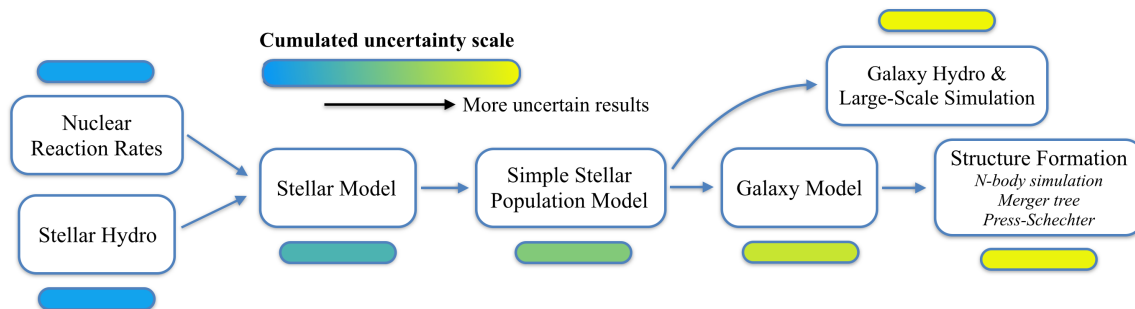 Cumulated uncertainty scale
More uncertain results
Nuclear
Reaction Rates
Stellar Hydro
Stellar Model
Simple Stellar
Population Model
Galaxy Hydro &
Large-Scale Simulation
Galaxy Model
Structure Formation
N-body simulation
Merger tree
Press-Schechter